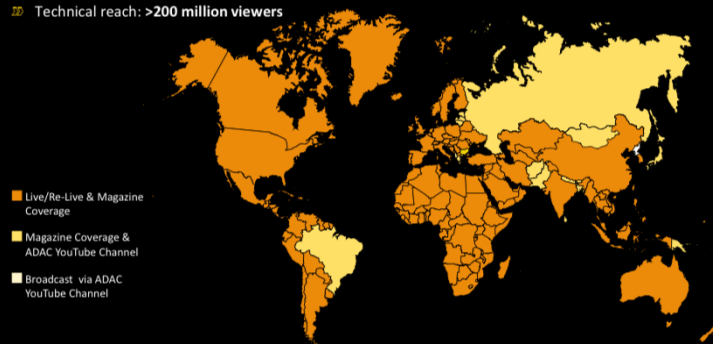 Technical reach: >200 million viewers
Live/Re-Live & Magazine
Coverage
Magazine Coverage &
ADAC YouTube Channel
Broadcast via ADAC
YouTube Channel